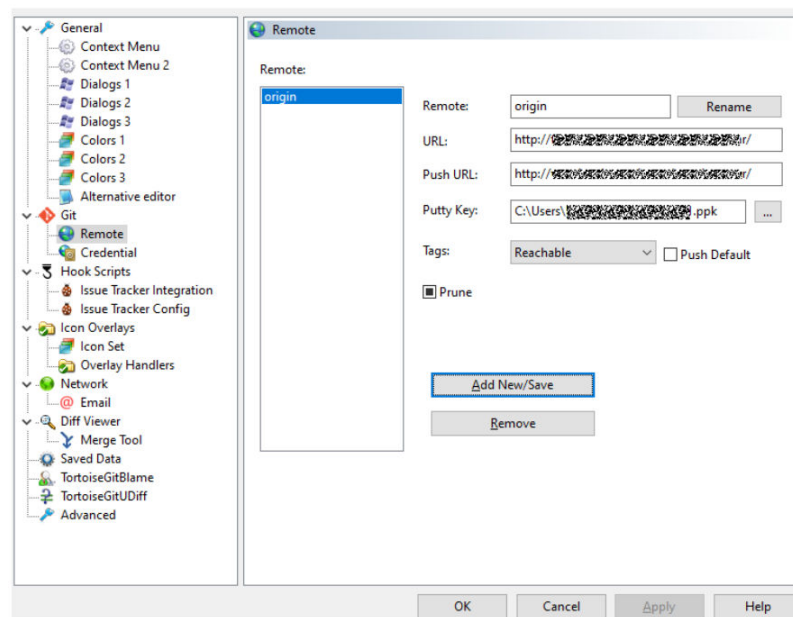 General
Context Menu
Context Menu 2
Dialogs 1
Dialogs 2
Dialogs 3
Colors 1
Colors 2
Colors 3
Alternative editor
Git
Remote
Credential
Hook Scripts
Issue Tracker Integration
Issue Tracker Config
Icon Overlays
Icon Set
Overlay Handlers
Network
Email
Diff Viewer
Merge Tool
Saved Data
TortoiseGitBlame
TortoiseGitUDiff
Advanced
Remote
Remote:
origin
Remote: origin Rename
URL: http:// r/
Push URL: http:// r/
Putty Key: C:\Users\ .ppk ...
Tags: Reachable Push Default
Prune
Add New/Save
Remove
OK Cancel Apply Help